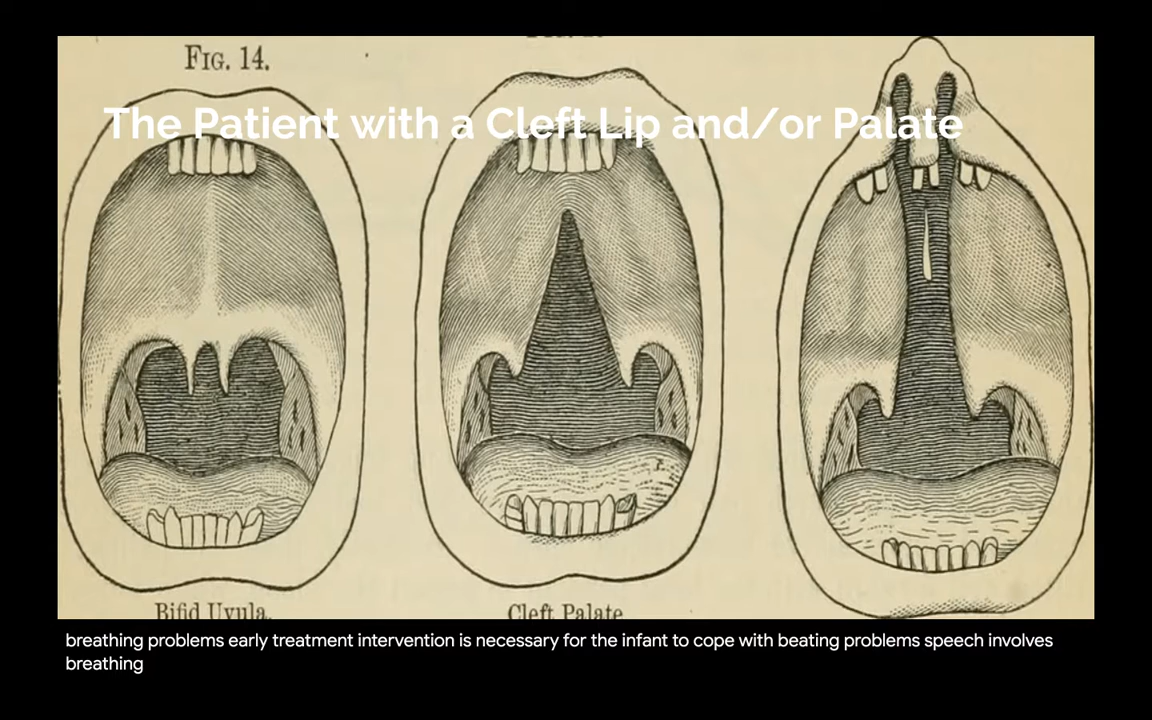 FIG. 14.
The Patient with a Cleft Lip and/or Palate
Bifid Uvula.
Cleft Palate
breathing problems early treatment intervention is necessary for the infant to cope with beating problems speech involves
breathing